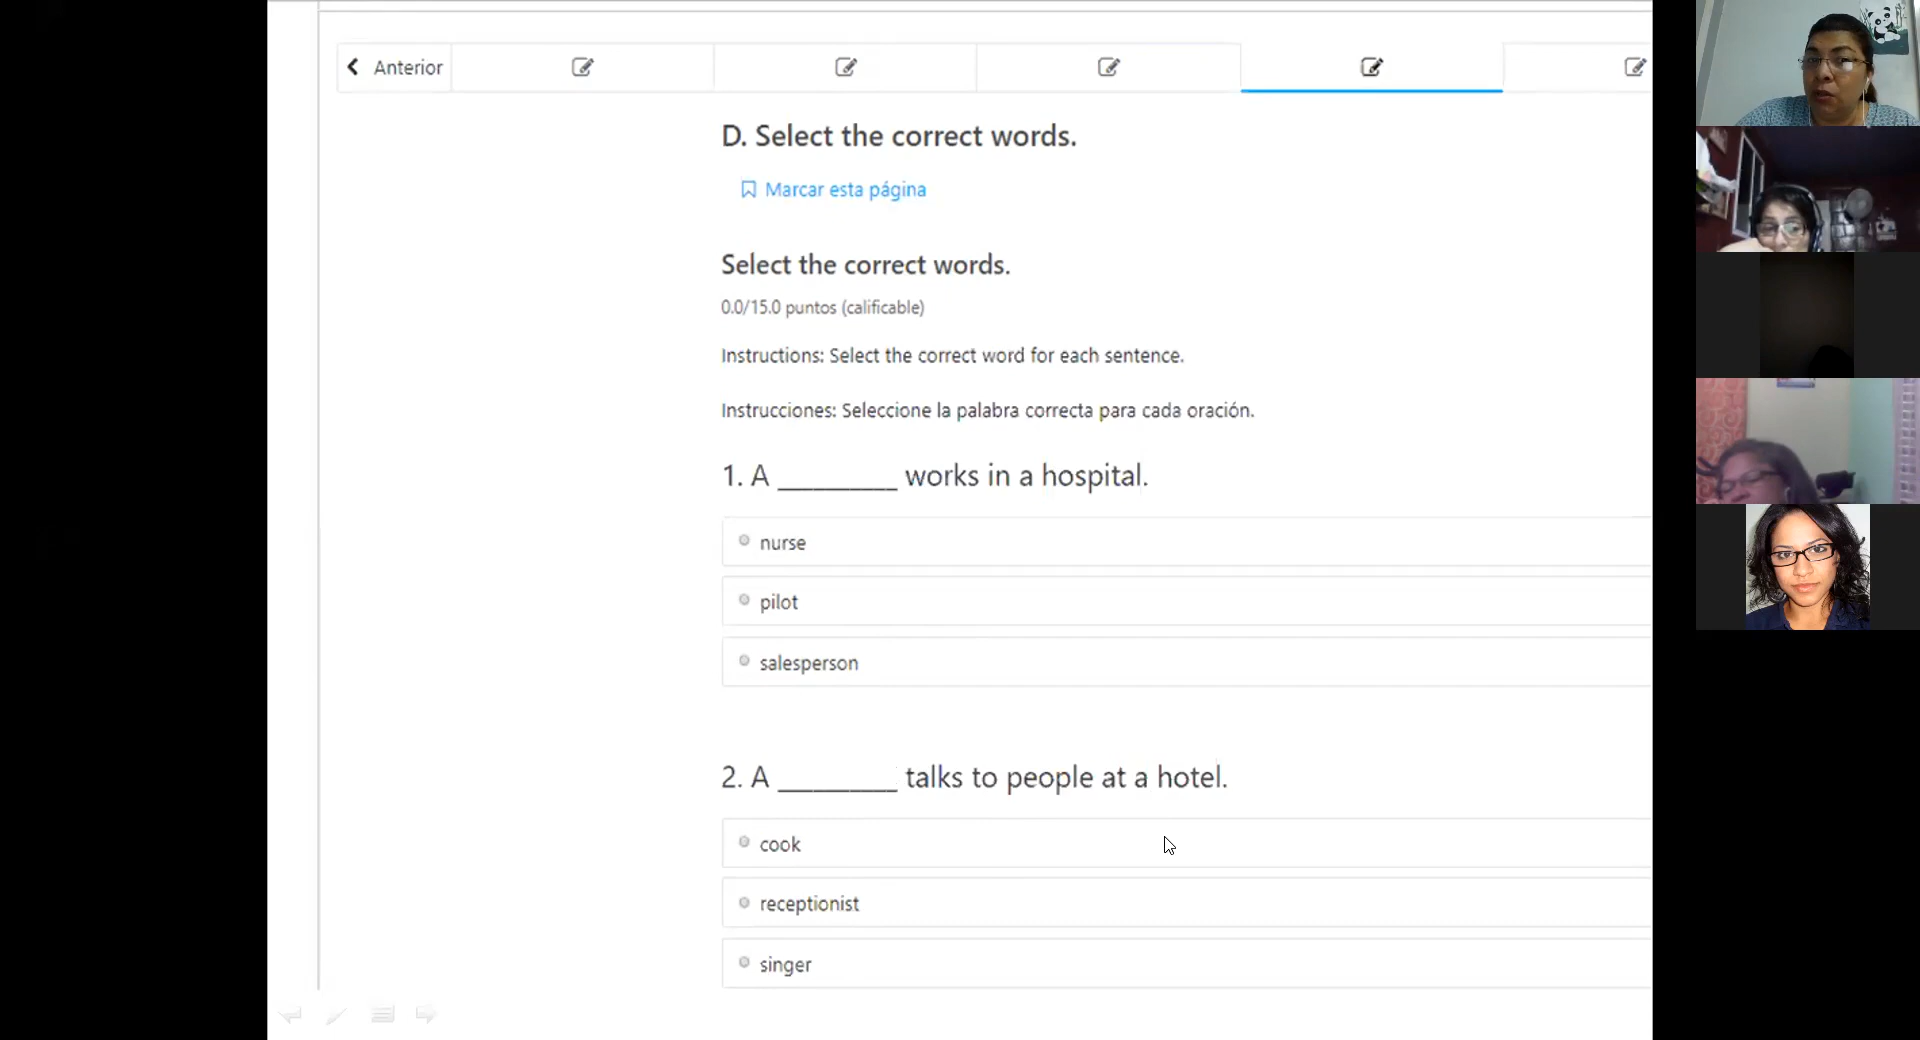 Anterior
D. Select the correct words.
Marcar esta página
Select the correct words.
0.0/15.0 puntos (calificable)
Instructions: Select the correct word for each sentence.
Instrucciones: Seleccione la palabra correcta para cada oración.
1. A __________ works in a hospital.
nurse
pilot
salesperson
2. A __________ talks to people at a hotel.
cook
receptionist
singer